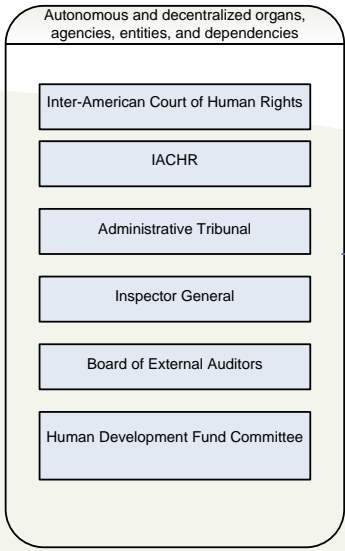 Autonomous and decentralized organs,
agencies, entities, and dependencies
Inter-American Court of Human Rights
IACHR
Administrative Tribunal
Inspector General
Board of External Auditors
Human Development Fund Committee